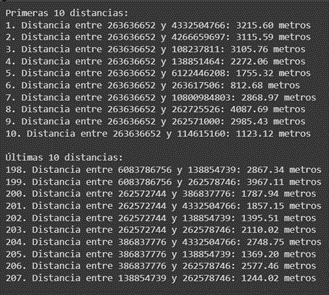 Primeras 10 distancias:
1. Distancia entre 263636652 y 4332504766: 3215.60 metros
2. Distancia entre 263636652 y 4266659697: 3115.59 metros
3. Distancia entre 263636652 y 108237811: 3105.76 metros
4. Distancia entre 263636652 y 138851464: 2272.06 metros
5. Distancia entre 263636652 y 6122446208: 1755.32 metros
6. Distancia entre 263636652 y 263617506: 812.68 metros
7. Distancia entre 263636652 y 10800984803: 2868.97 metros
8. Distancia entre 263636652 y 262725526: 4087.69 metros
9. Distancia entre 263636652 y 262571000: 2985.43 metros
10. Distancia entre 263636652 y 114615160: 1123.12 metros
Últimas 10 distancias:
198. Distancia entre 6083786756 y 138854739: 2867.34 metros
199. Distancia entre 6083786756 y 262578746: 3967.11 metros
200. Distancia entre 262572744 y 386837776: 1787.94 metros
201. Distancia entre 262572744 y 4332504766: 1857.15 metros
202. Distancia entre 262572744 y 138854739: 1395.51 metros
203. Distancia entre 262572744 y 262578746: 2110.02 metros
204. Distancia entre 386837776 y 4332504766: 2748.75 metros
205. Distancia entre 386837776 y 138854739: 1369.20 metros
206. Distancia entre 386837776 y 262578746: 2577.46 metros
207. Distancia entre 138854739 y 262578746: 1244.02 metros